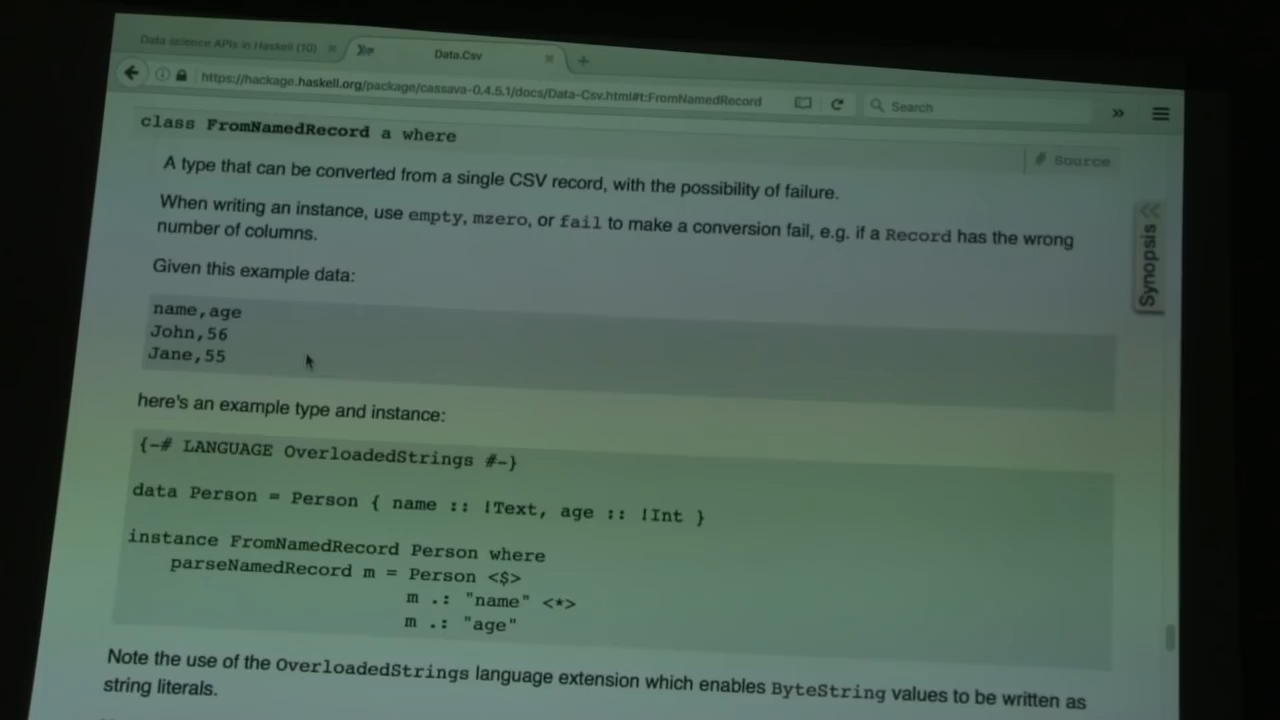 Data science APIs in Haskell (10)
Data.Csv
https://hackage.haskell.org/package/cassava-0.4.5.1/docs/Data-Csv.html#t:FromNamedRecord
Search
class FromNamedRecord a where
# Source
A type that can be converted from a single CSV record, with the possibility of failure.
When writing an instance, use empty, mzero, or fail to make a conversion fail, e.g. if a Record has the wrong
number of columns.
Synopsis
Given this example data:
name,age
John,56
Jane,55
here's an example type and instance:
{-# LANGUAGE OverloadedStrings #-}
data Person = Person { name :: !Text, age :: !Int }
instance FromNamedRecord Person where
parseNamedRecord m = Person <$>
m .: "name" <*>
m .: "age"
Note the use of the OverloadedStrings language extension which enables ByteString values to be written as
string literals.